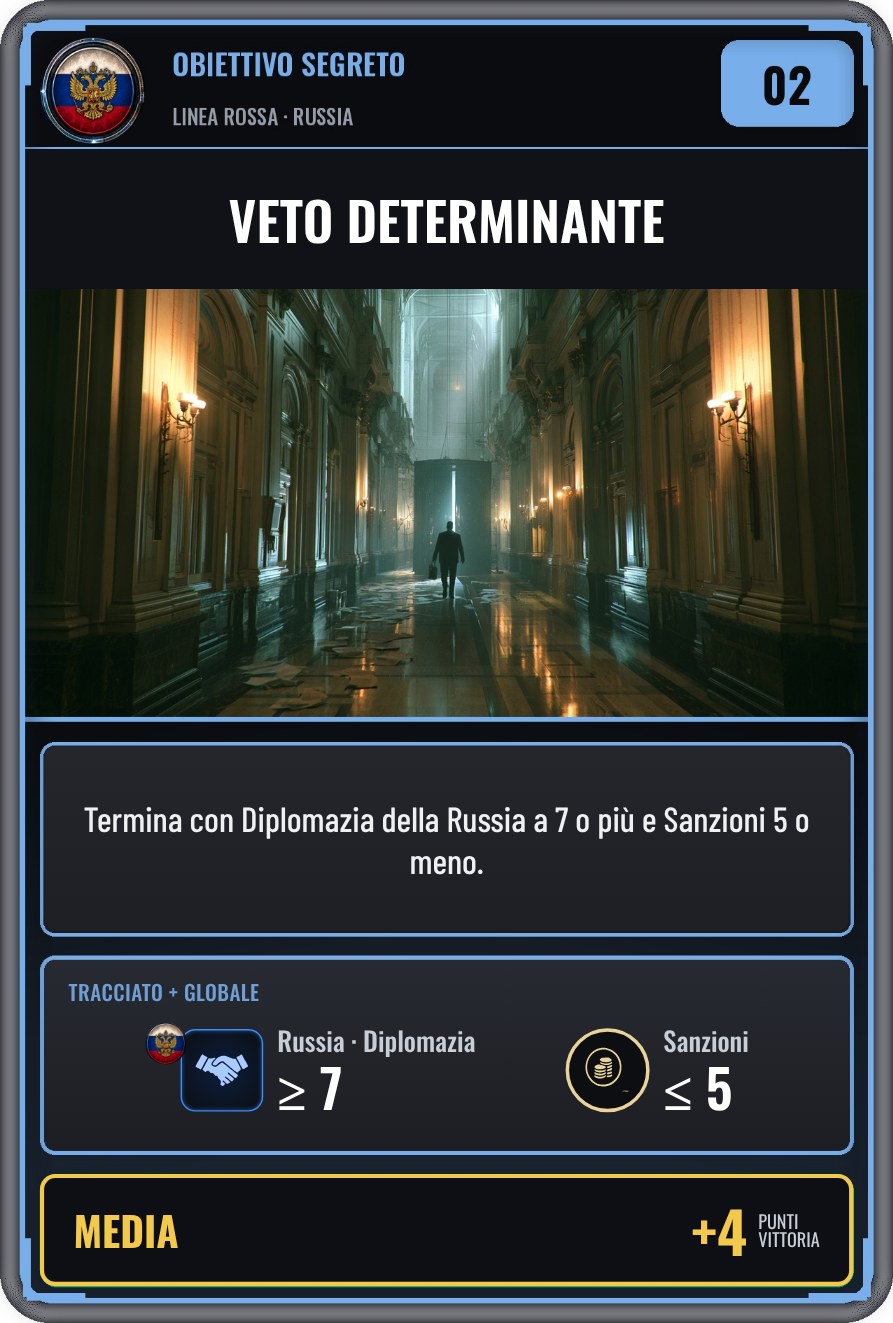 OBIETTIVO SEGRETO
LINEA ROSSA · RUSSIA
02
VETO DETERMINANTE
Termina con Diplomazia della Russia a 7 o più e Sanzioni 5 o
meno.
TRACCIATO + GLOBALE
Russia · Diplomazia
≥ 7
Sanzioni
≤ 5
MEDIA
+4
PUNTI
VITTORIA